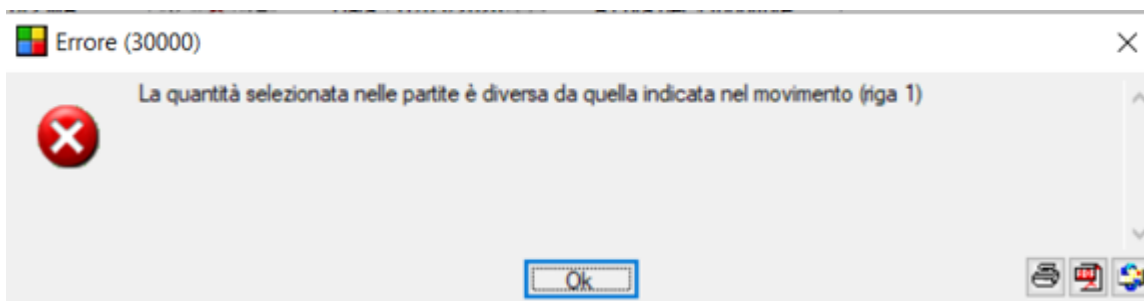 Errore (30000)
La quantità selezionata nelle partite è diversa da quella indicata nel movimento (riga 1)
Ok